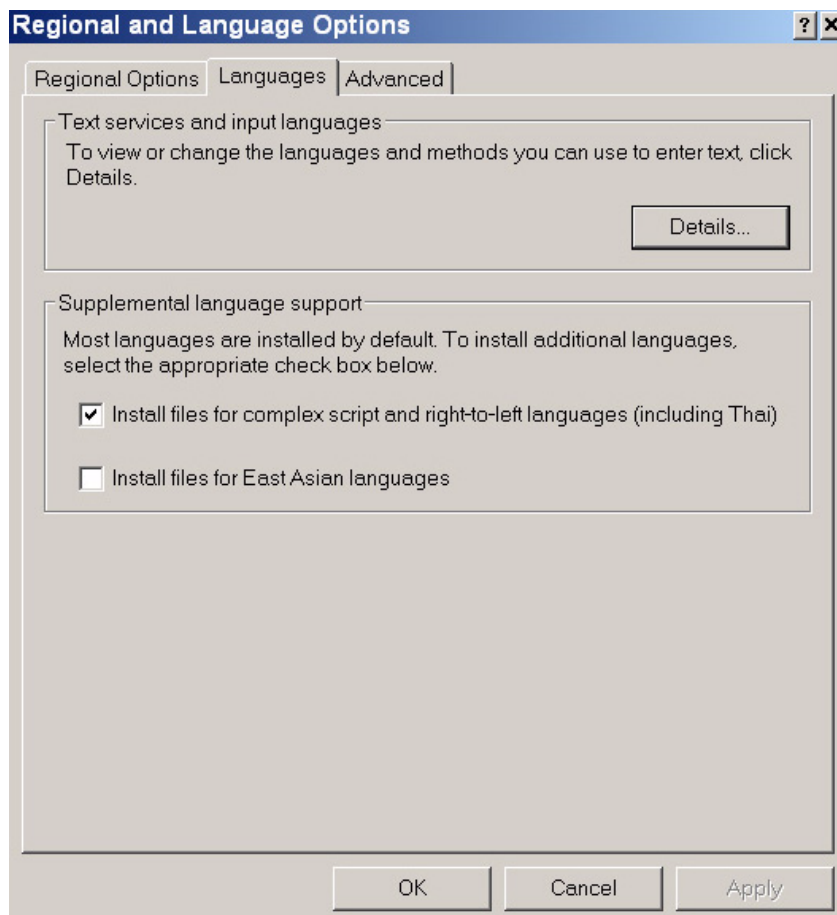 Regional and Language Options
Regional Options Languages Advanced
Text services and input languages
To view or change the languages and methods you can use to enter text, click
Details.
Details...
Supplemental language support
Most languages are installed by default. To install additional languages,
select the appropriate check box below.
Install files for complex script and right-to-left languages (including Thai)
Install files for East Asian languages
OK Cancel Apply